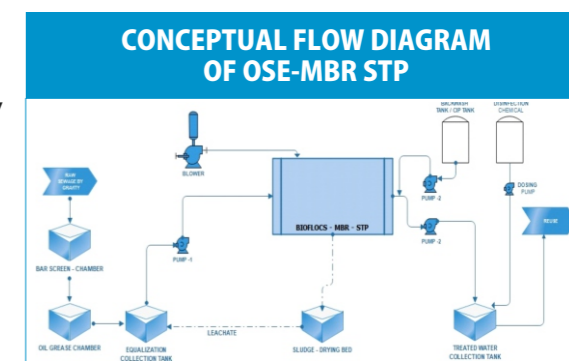 CONCEPTUAL FLOW DIAGRAM
OF OSE-MBR STP
BACKWASH
TANK / CIP TANK
DISINFECTION
CHEMICAL
RAW
SEWAGE BY
GRAVITY
BLOWER
PUMP -2
DOSING
PUMP
BIOFLOCS - MBR - STP
REUSE
PUMP -1
PUMP -2
BAR SCREEN - CHAMBER
LEACHATE
OIL GREASE CHAMBER
EQUALIZATION
COLLECTION TANK
SLUDGE - DRYING BED
TREATED WATER
COLLECTION TANK